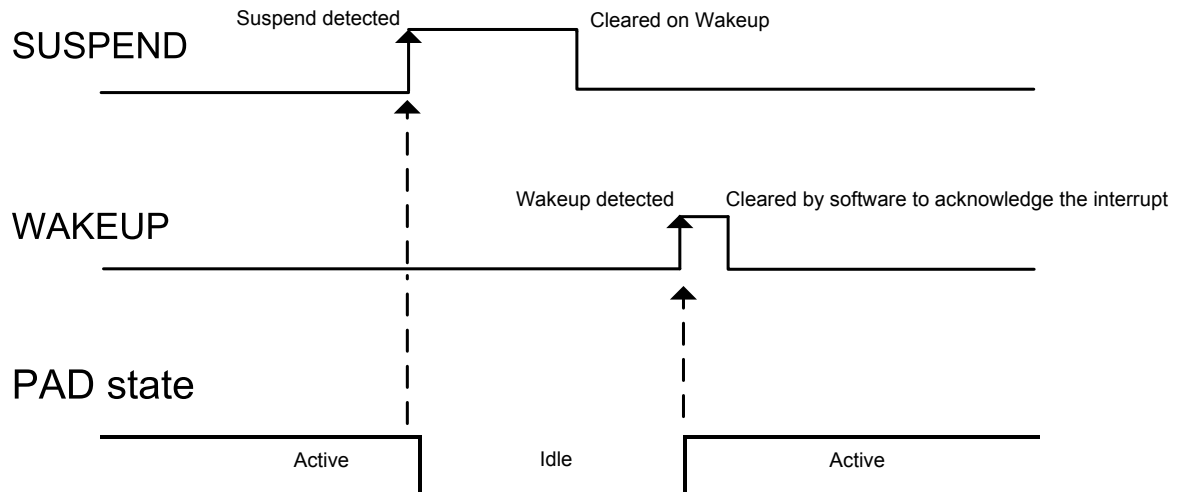 Suspend detected
Cleared on Wakeup
SUSPEND
Wakeup detected
Cleared by software to acknowledge the interrupt
WAKEUP
PAD state
Active
Idle
Active